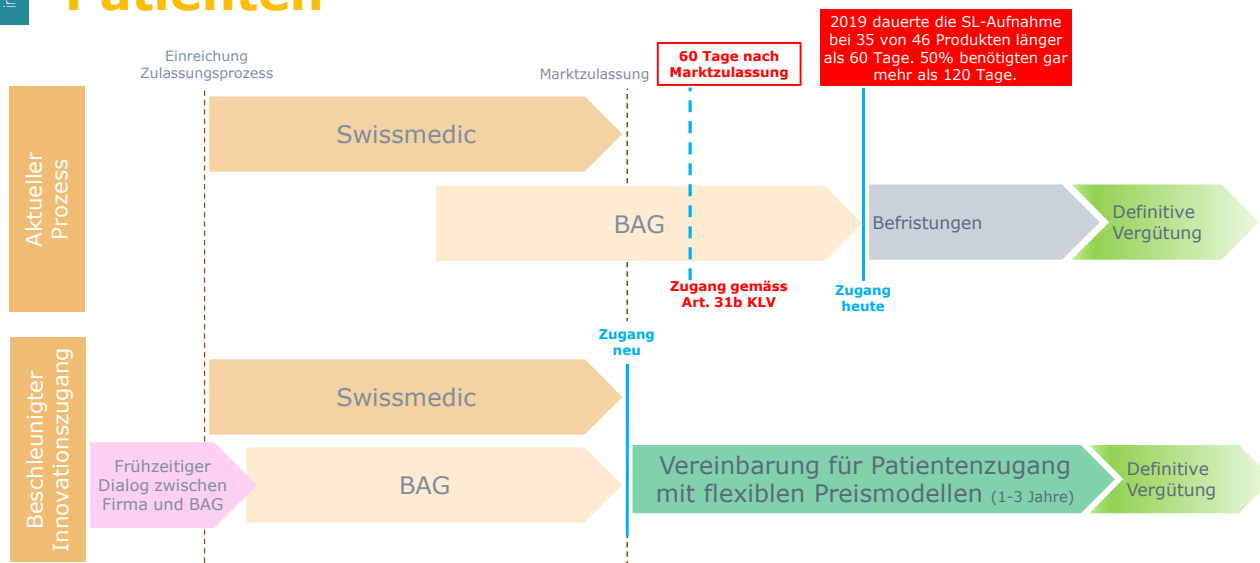 Patienten
Einreichung
Zulassungsprozess
Marktzulassung
60 Tage nach
Marktzulassung
2019 dauerte die SL-Aufnahme
bei 35 von 46 Produkten länger
als 60 Tage. 50% benötigten gar
mehr als 120 Tage.
Aktueller
Prozess
Swissmedic
BAG
Befristungen
Definitive
Vergütung
Zugang gemäss
Art. 31b KLV
Zugang
heute
Zugang
neu
Beschleunigter
Innovationszugang
Swissmedic
Frühzeitiger
Dialog zwischen
Firma und BAG
BAG
Vereinbarung für Patientenzugang
mit flexiblen Preismodellen (1-3 Jahre)
Definitive
Vergütung